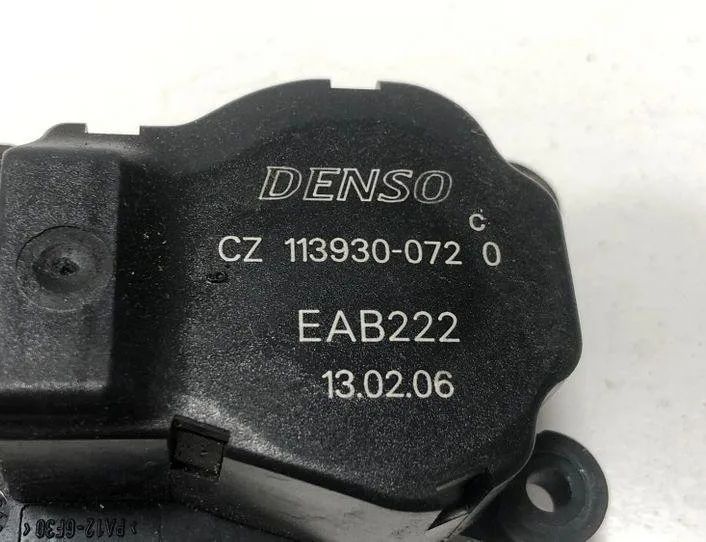 DENSO
C
CZ 113930-072 0
EAB222
13.02.06
>PA12-GF30<